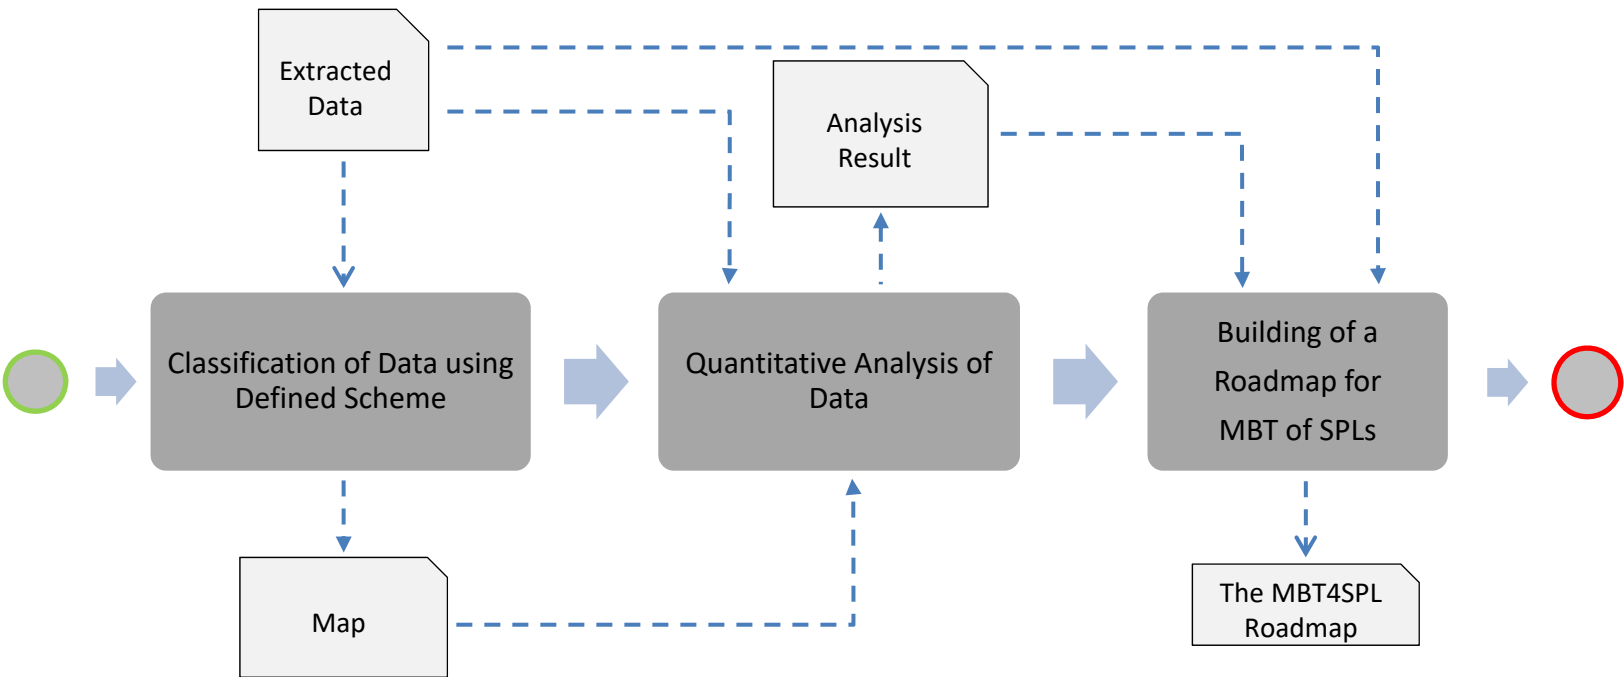 Extracted
Data
Analysis
Result
Classification of Data using
Defined Scheme
Quantitative Analysis of
Data
Building of a
Roadmap for
MBT of SPLs
Map
The MBT4SPL
Roadmap